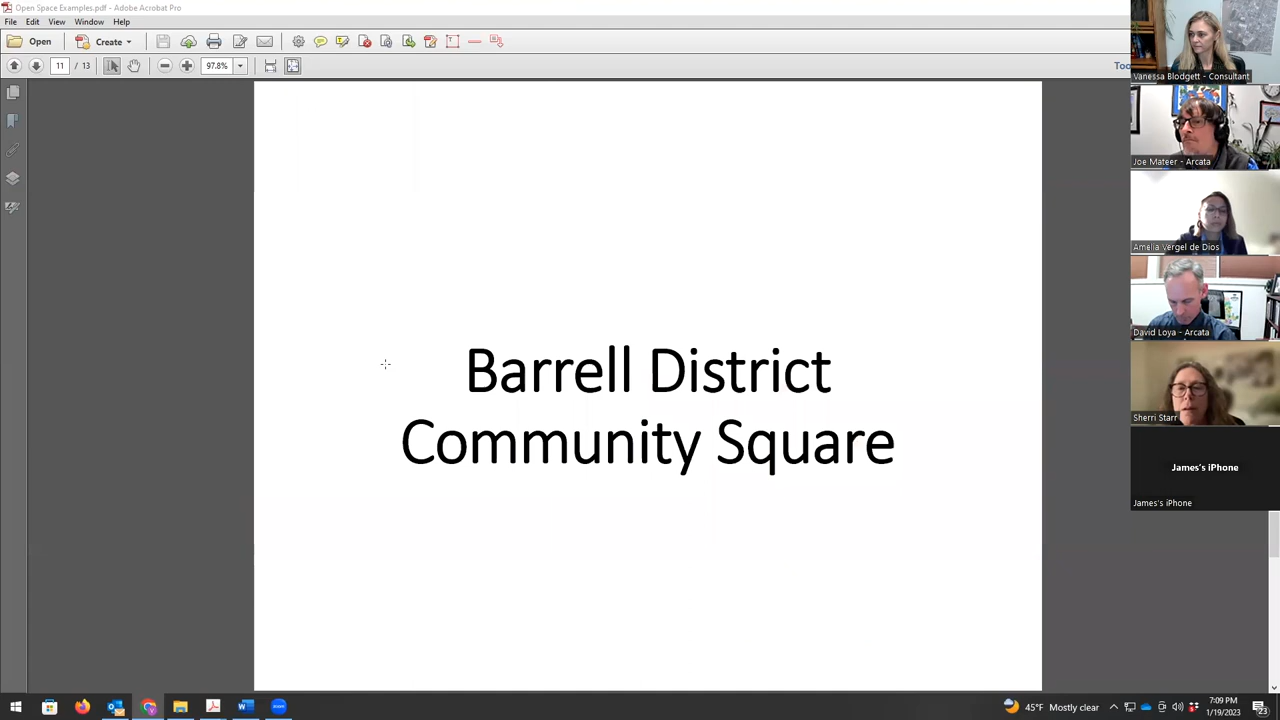 Open Space Examples.pdf - Adobe Acrobat Pro
File Edit View Window Help
Open Create
11 / 13 97.8%
Barrell District
Community Square
Vanessa Blodgett - Consultant
Joe Mateer - Arcata
Amelia Vergel de Dios
David Loya - Arcata
Sherri Starr
James's iPhone
James's iPhone
45°F Mostly clear
7:09 PM
1/19/2023
23